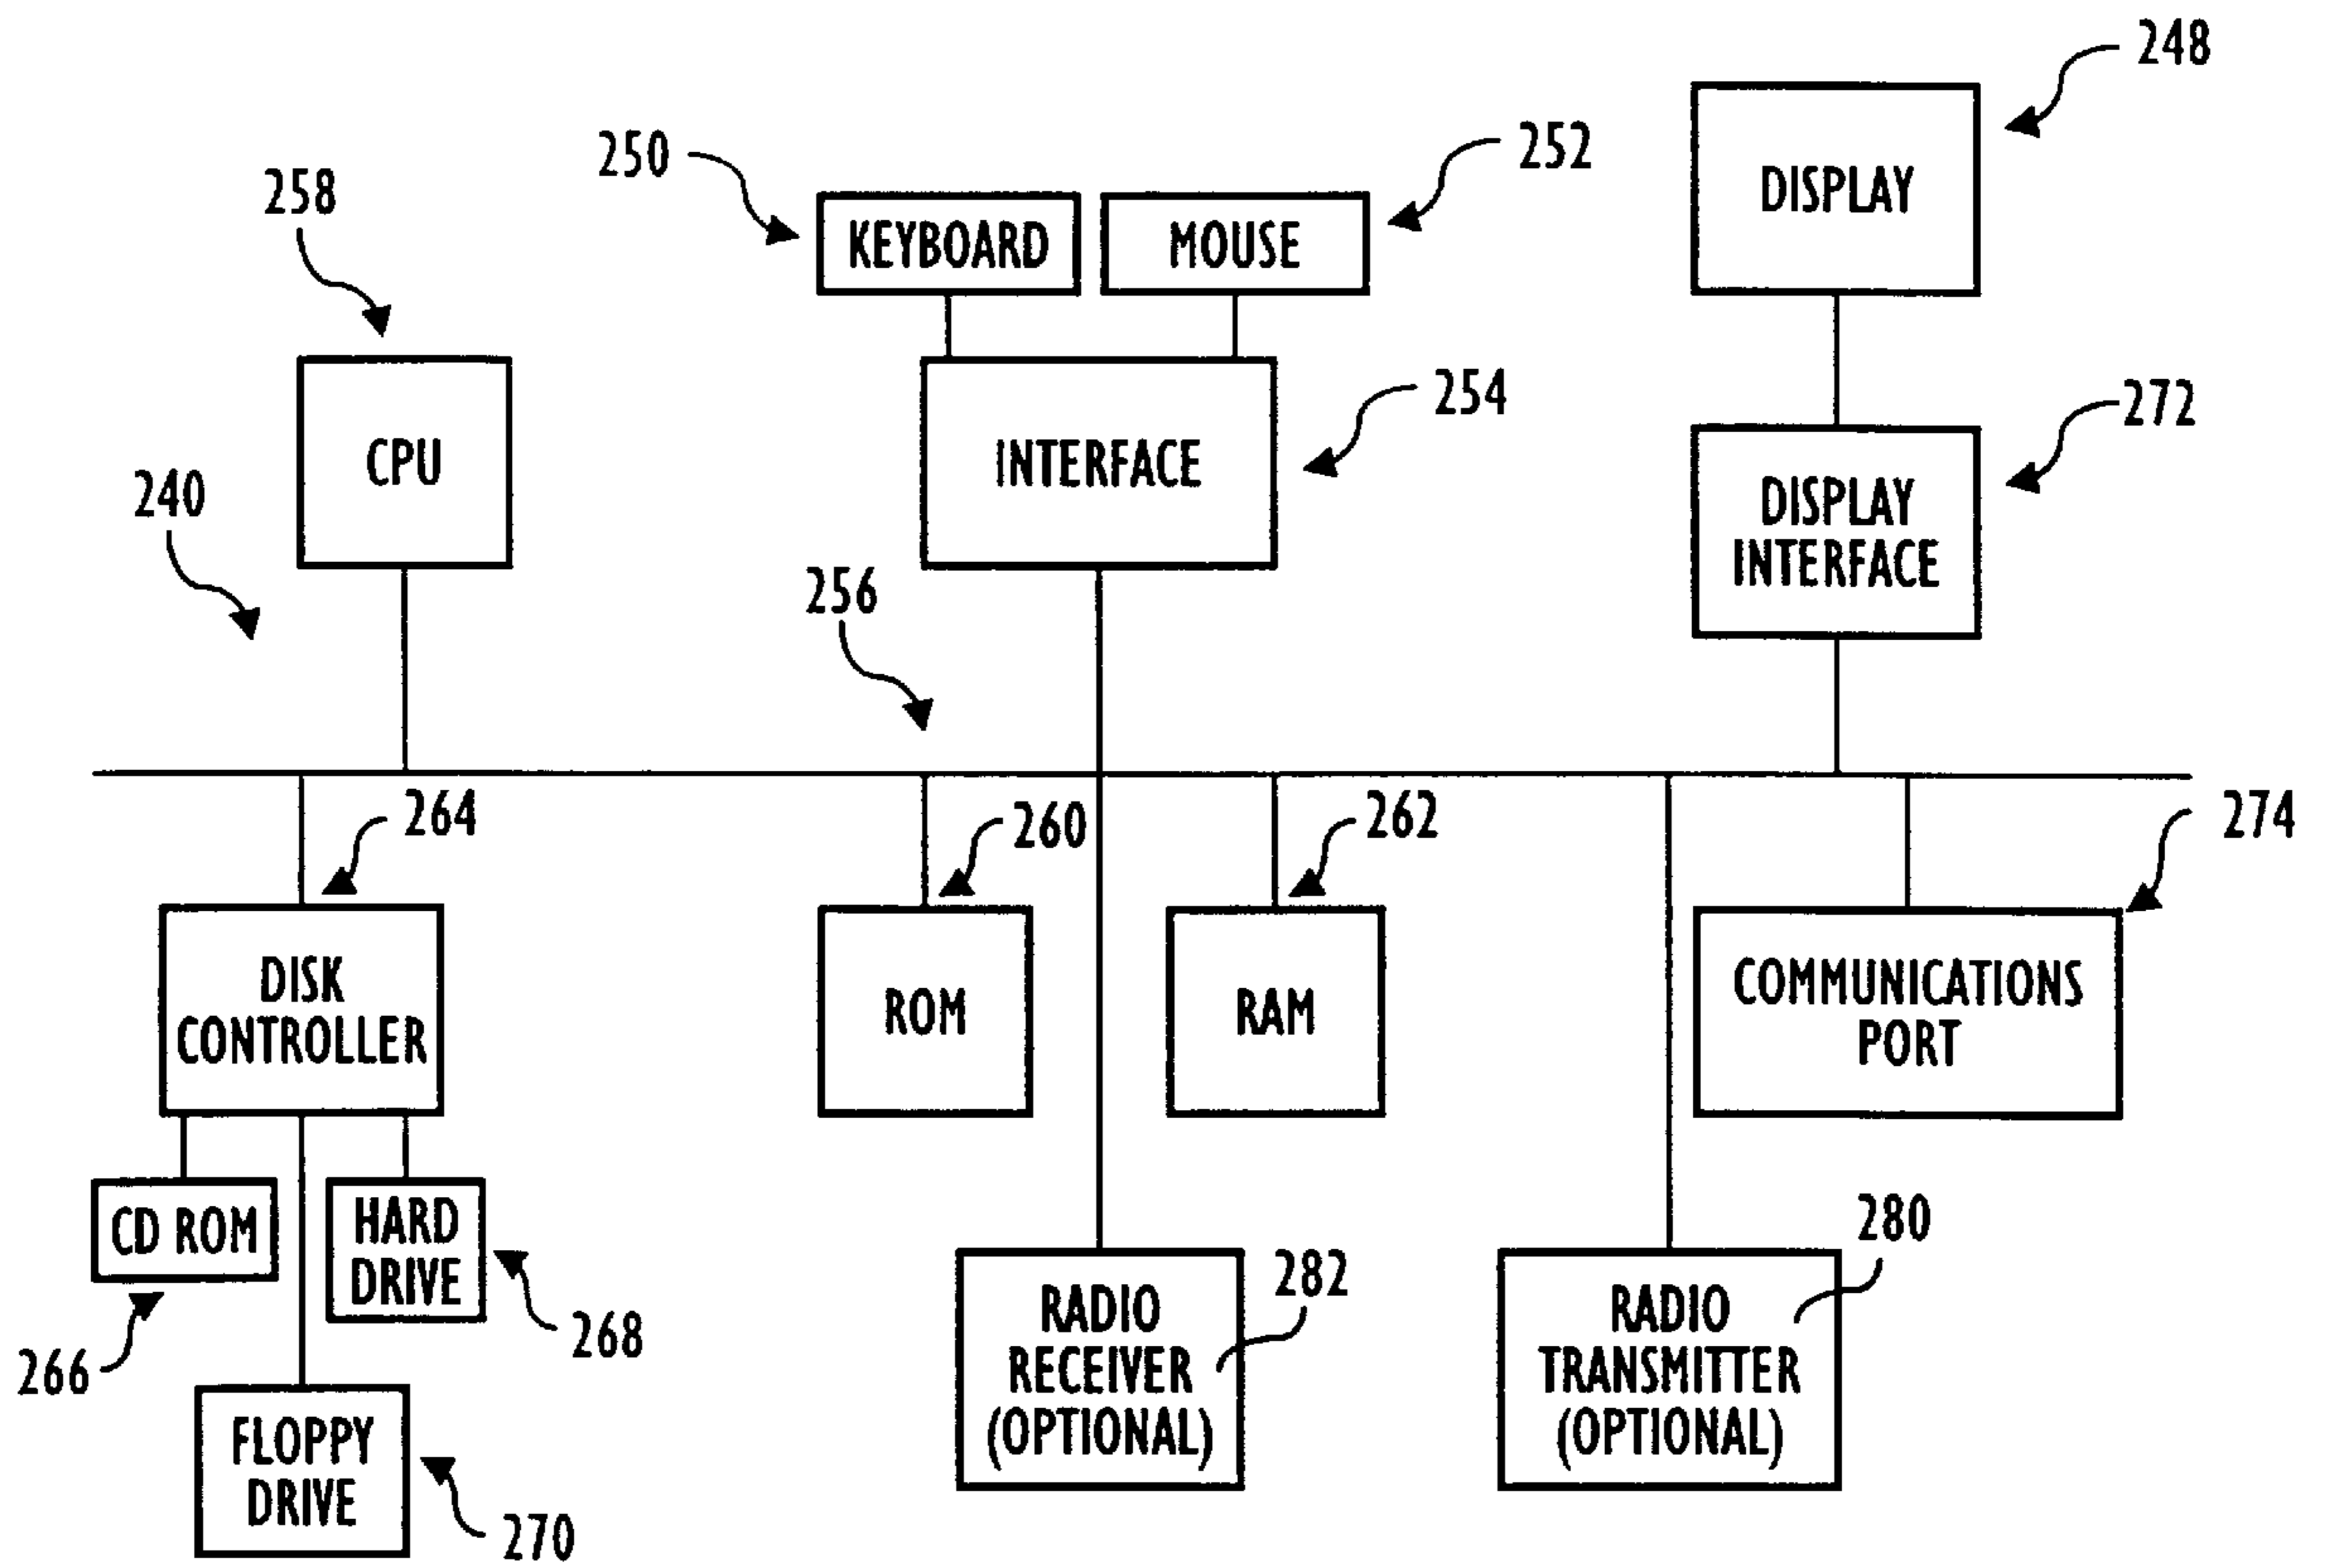 248
250
252
258
KEYBOARD
MOUSE
DISPLAY
254
272
CPU
INTERFACE
240
DISPLAY
INTERFACE
256
264
260
262
274
DISK
CONTROLLER
ROM
RAM
COMMUNICATIONS
PORT
CD ROM
HARD
DRIVE
266
268
282
280
RADIO
RECEIVER
(OPTIONAL)
RADIO
TRANSMITTER
(OPTIONAL)
FLOPPY
DRIVE
270